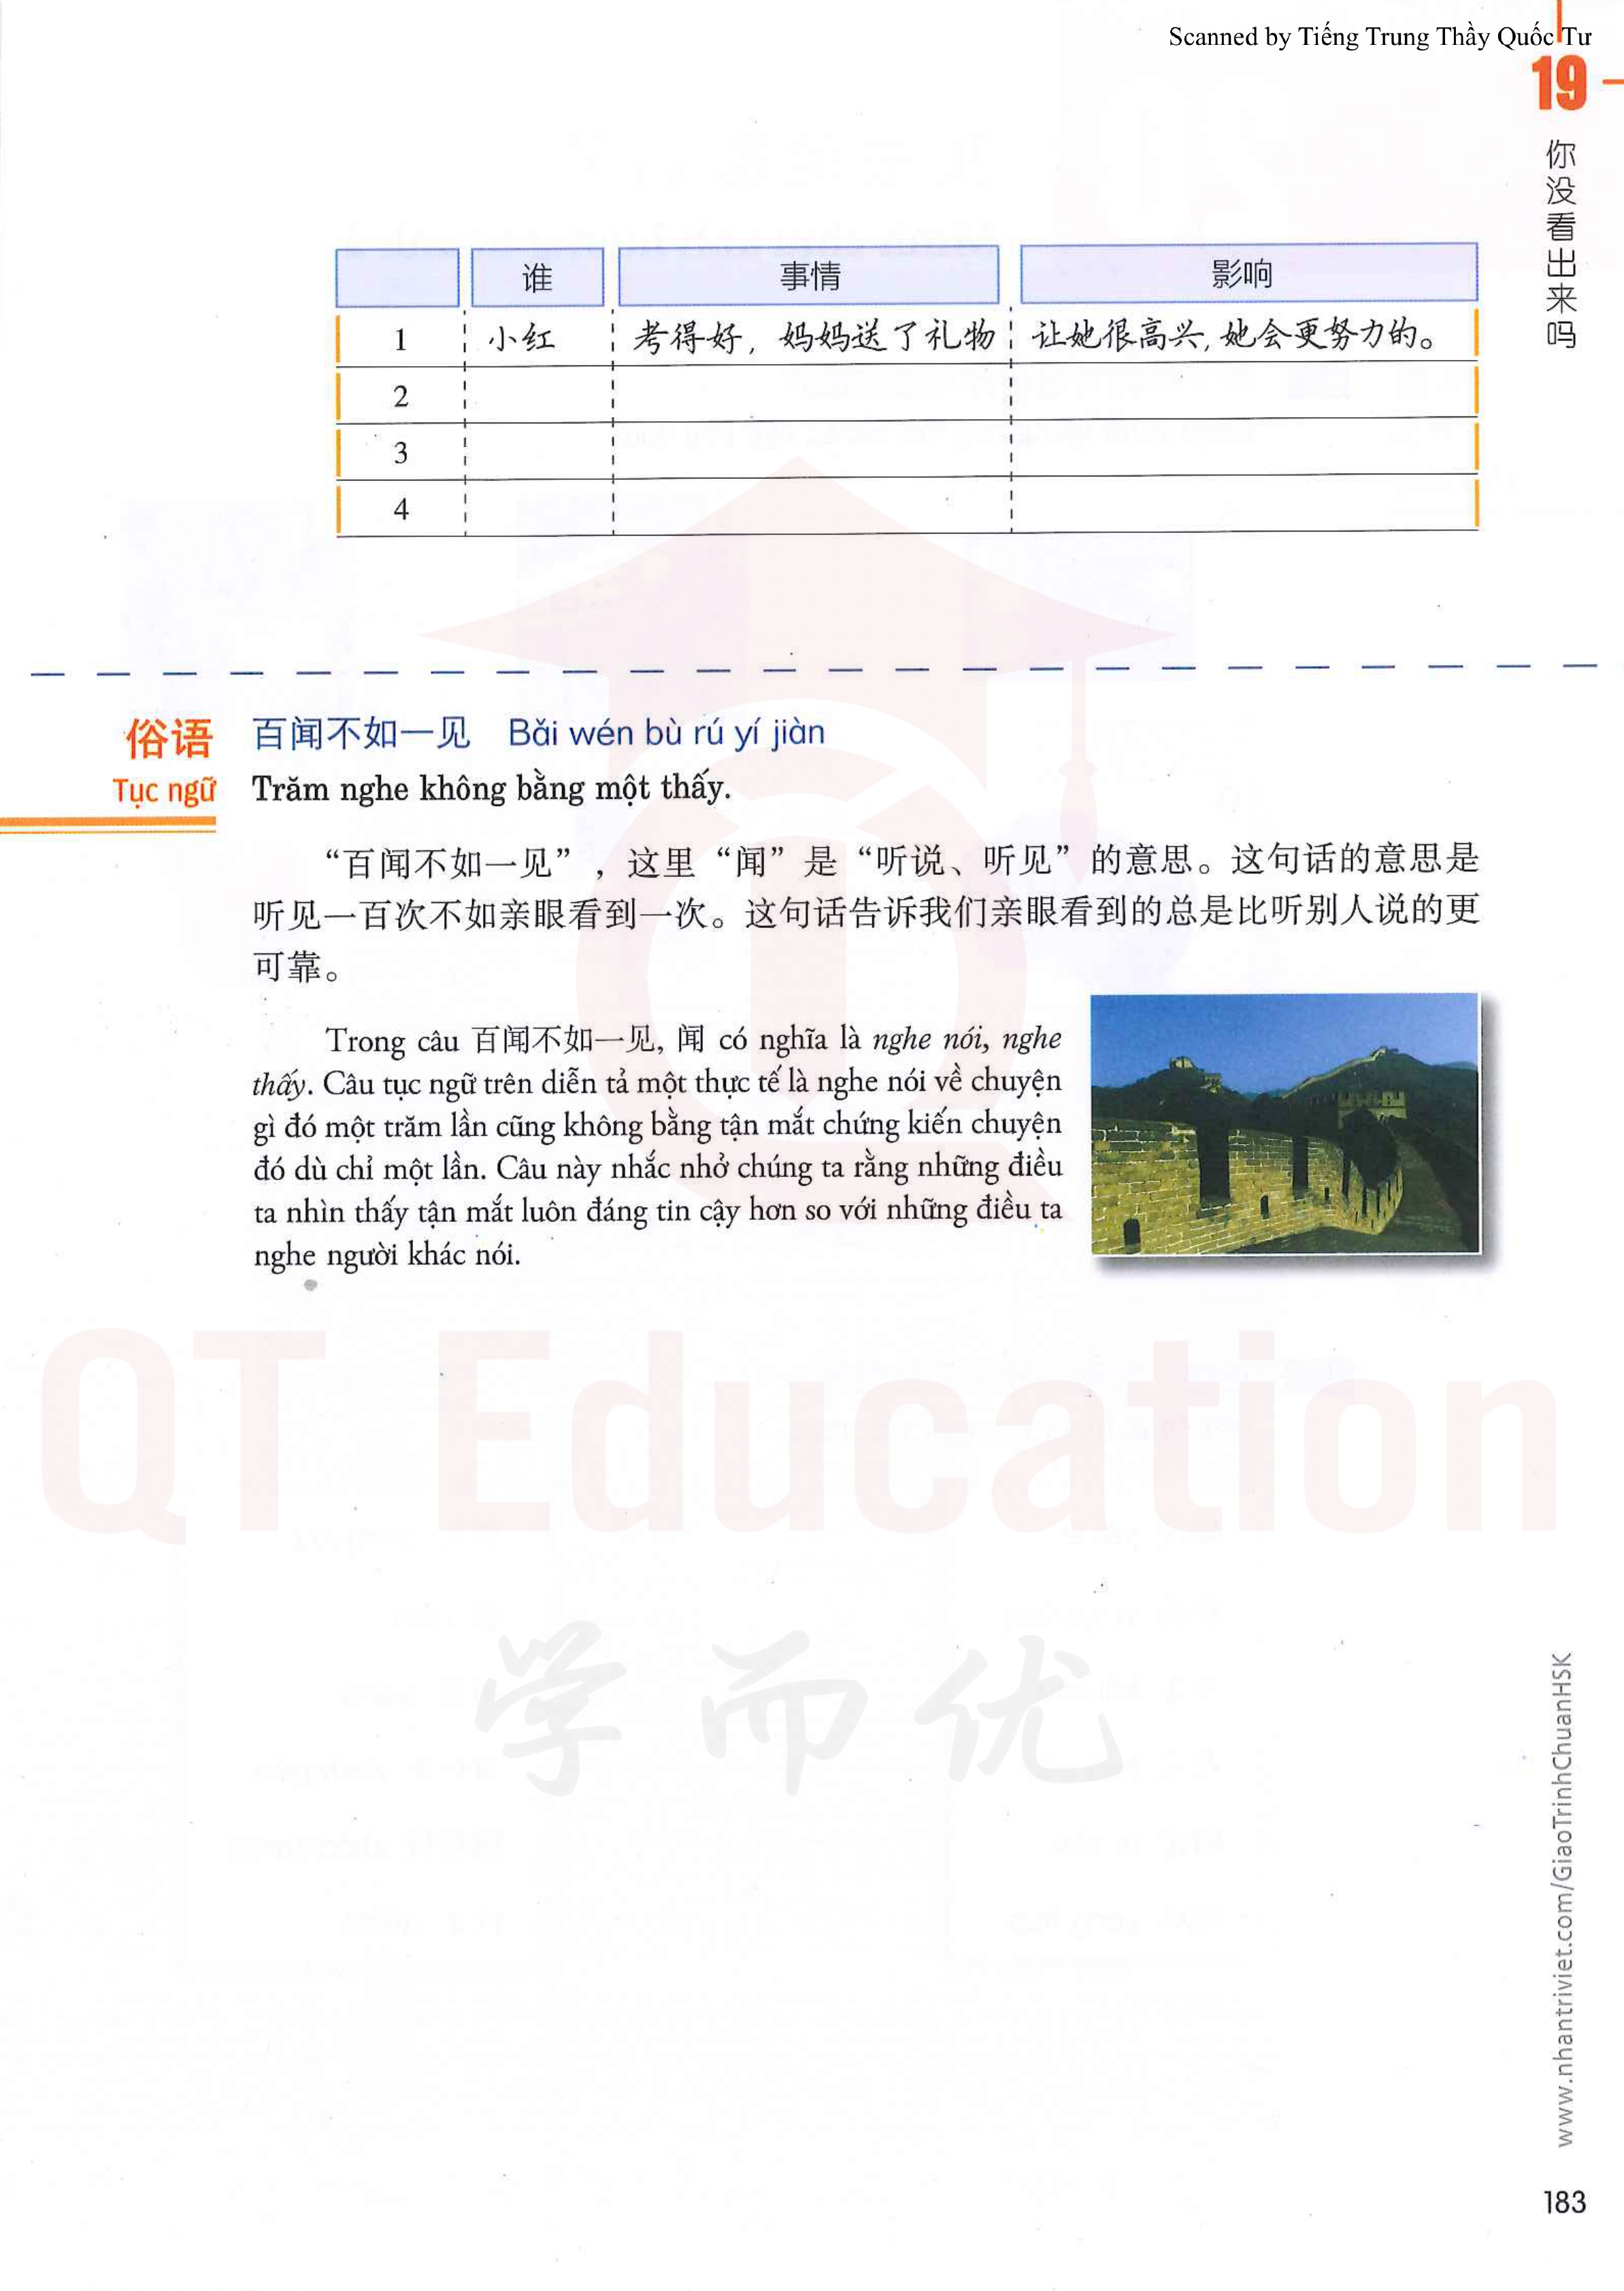 Scanned by Tiếng Trung Thầy Quốc Tư
19
你没看出来吗
谁 事情 影响
1 小红 考得好，妈妈送了礼物 让她很高兴,她会更努力的。
2
3
4
俗语 百闻不如一见 Bǎi wén bù rú yí jiàn
Tục ngữ Trăm nghe không bằng một thấy.
“百闻不如一见”，这里“闻”是“听说、听见”的意思。这句话的意思是
听见一百次不如亲眼看到一次。这句话告诉我们亲眼看到的总是比听别人说的更
可靠。
Trong câu 百闻不如一见, 闻 có nghĩa là nghe nói, nghe
thấy. Câu tục ngữ trên diễn tả một thực tế là nghe nói về chuyện
gì đó một trăm lần cũng không bằng tận mắt chứng kiến chuyện
đó dù chỉ một lần. Câu này nhắc nhở chúng ta rằng những điều
ta nhìn thấy tận mắt luôn đáng tin cậy hơn so với những điều ta
nghe người khác nói.
QT Education
学而优
www.nhantriviet.com/GiaoTrinhChuanHSK
183